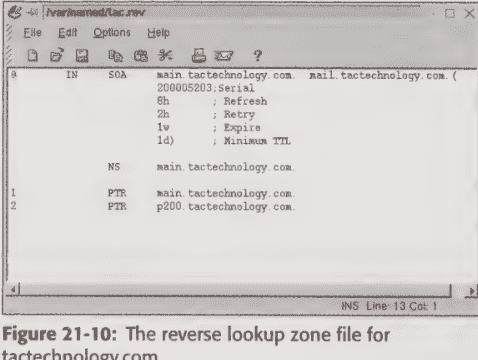 /var/named/tac.rev
File Edit Options Help
?
@ IN SOA main.tactechnology.com. mail.tactechnology.com. (
200005203;Serial
8h ; Refresh
2h ; Retry
1w ; Expire
1d) ; Minimum TTL
NS main.tactechnology.com.
1 PTR main.tactechnology.com.
2 PTR p200.tactechnology.com.
INS Line: 13 Col: 1
Figure 21-10: The reverse lookup zone file for
tactechnology.com